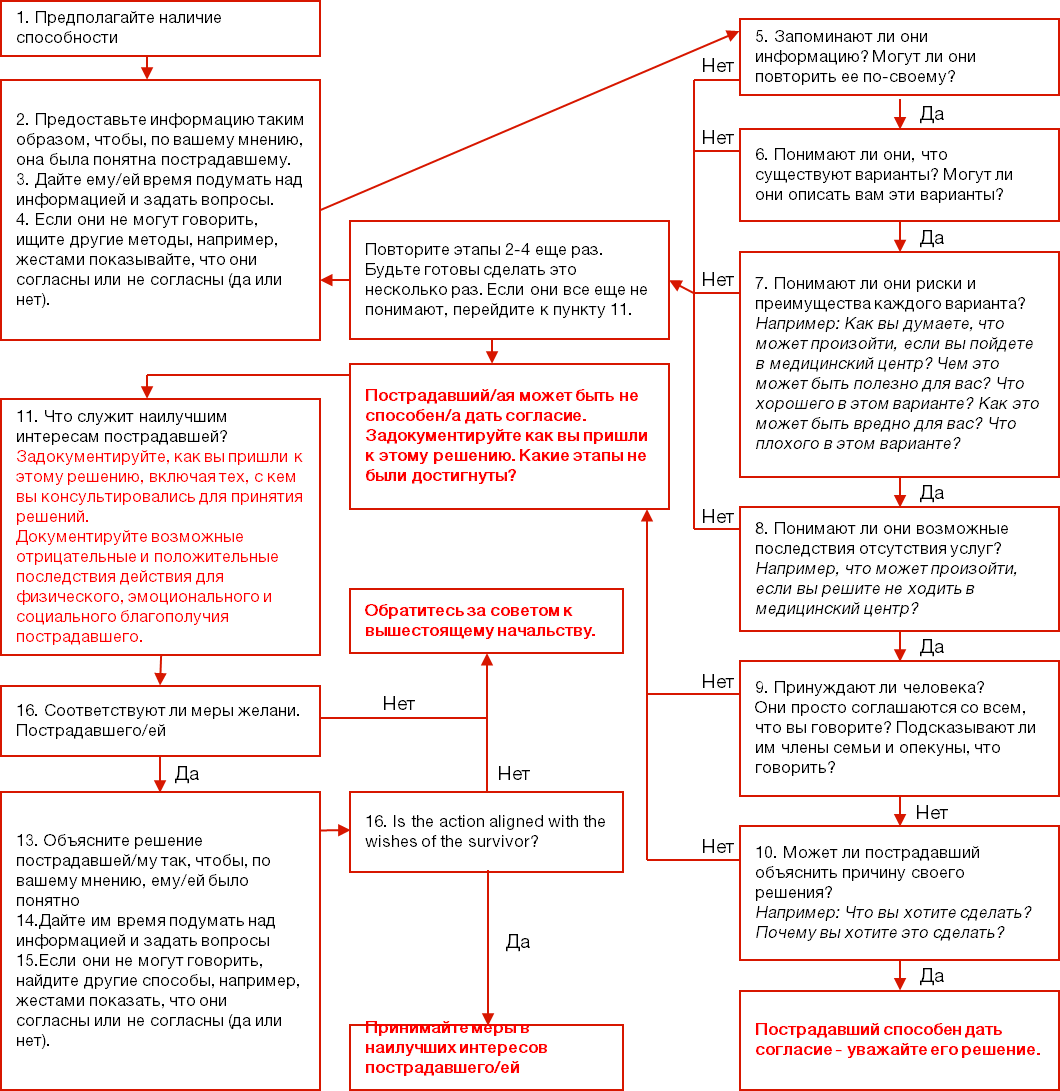 1. Предполагайте наличие
способности
2. Предоставьте информацию таким
образом, чтобы, по вашему мнению,
она была понятна пострадавшему.
3. Дайте ему/ей время подумать над
информацией и задать вопросы.
4. Если они не могут говорить,
ищите другие методы, например,
жестами показывайте, что они
согласны или не согласны (да или
нет).
Повторите этапы 2-4 еще раз.
Будьте готовы сделать это
несколько раз. Если они все еще не
понимают, перейдите к пункту 11.
Пострадавший/ая может быть не
способен/а дать согласие.
Задокументируйте как вы пришли
к этому решению. Какие этапы не
были достигнуты?
5. Запоминают ли они
информацию? Могут ли они
повторить ее по-своему?
Нет
Да
6. Понимают ли они, что
существуют варианты? Могут ли
они описать вам эти варианты?
Нет
Да
7. Понимают ли они риски и
преимущества каждого варианта?
Например: Как вы думаете, что
может произойти, если вы пойдете
в медицинский центр? Чем это
может быть полезно для вас? Что
хорошего в этом варианте? Как это
может быть вредно для вас? Что
плохого в этом варианте?
Нет
Да
8. Понимают ли они возможные
последствия отсутствия услуг?
Например, что может произойти,
если вы решите не ходить в
медицинский центр?
Нет
Да
9. Принуждают ли человека?
Они просто соглашаются со всем,
что вы говорите? Подсказывают ли
им члены семьи и опекуны, что
говорить?
Нет
Нет
10. Может ли пострадавший
объяснить причину своего
решения?
Например: Что вы хотите сделать?
Почему вы хотите это сделать?
Нет
Да
Пострадавший способен дать
согласие - уважайте его решение.
11. Что служит наилучшим
интересам пострадавшей?
Задокументируйте, как вы пришли к
этому решению, включая тех, с кем
вы консультировались для принятия
решений.
Документируйте возможные
отрицательные и положительные
последствия действия для
физического, эмоционального и
социального благополучия
пострадавшего.
Обратитесь за советом к
вышестоящему начальству.
16. Соответствуют ли меры желани.
Пострадавшего/ей
Нет
Да
13. Объясните решение
пострадавшей/му так, чтобы, по
вашему мнению, ему/ей было
понятно
14.Дайте им время подумать над
информацией и задать вопросы
15.Если они не могут говорить,
найдите другие способы, например,
жестами показать, что они
согласны или не согласны (да или
нет).
Нет
16. Is the action aligned with the
wishes of the survivor?
Да
Принимайте меры в
наилучших интересов
пострадавшего/ей